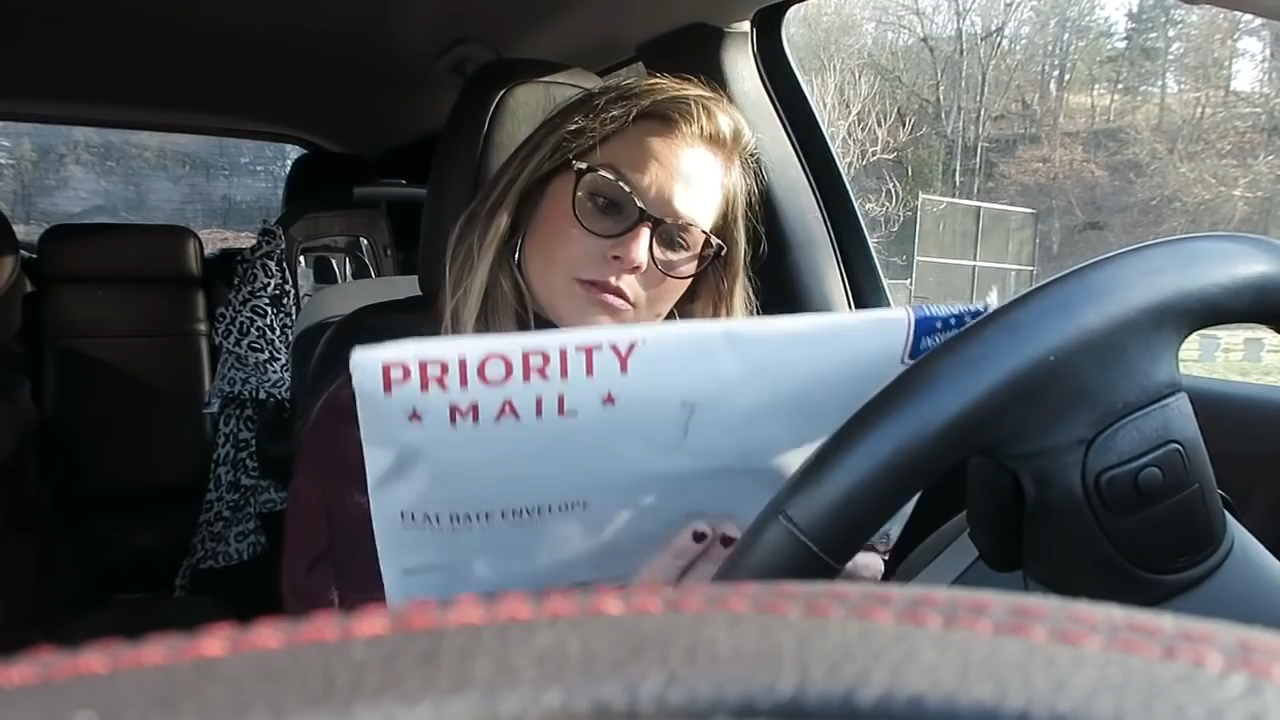 PRIORITY
★ MAIL ★
FLAT RATE ENVELOPE